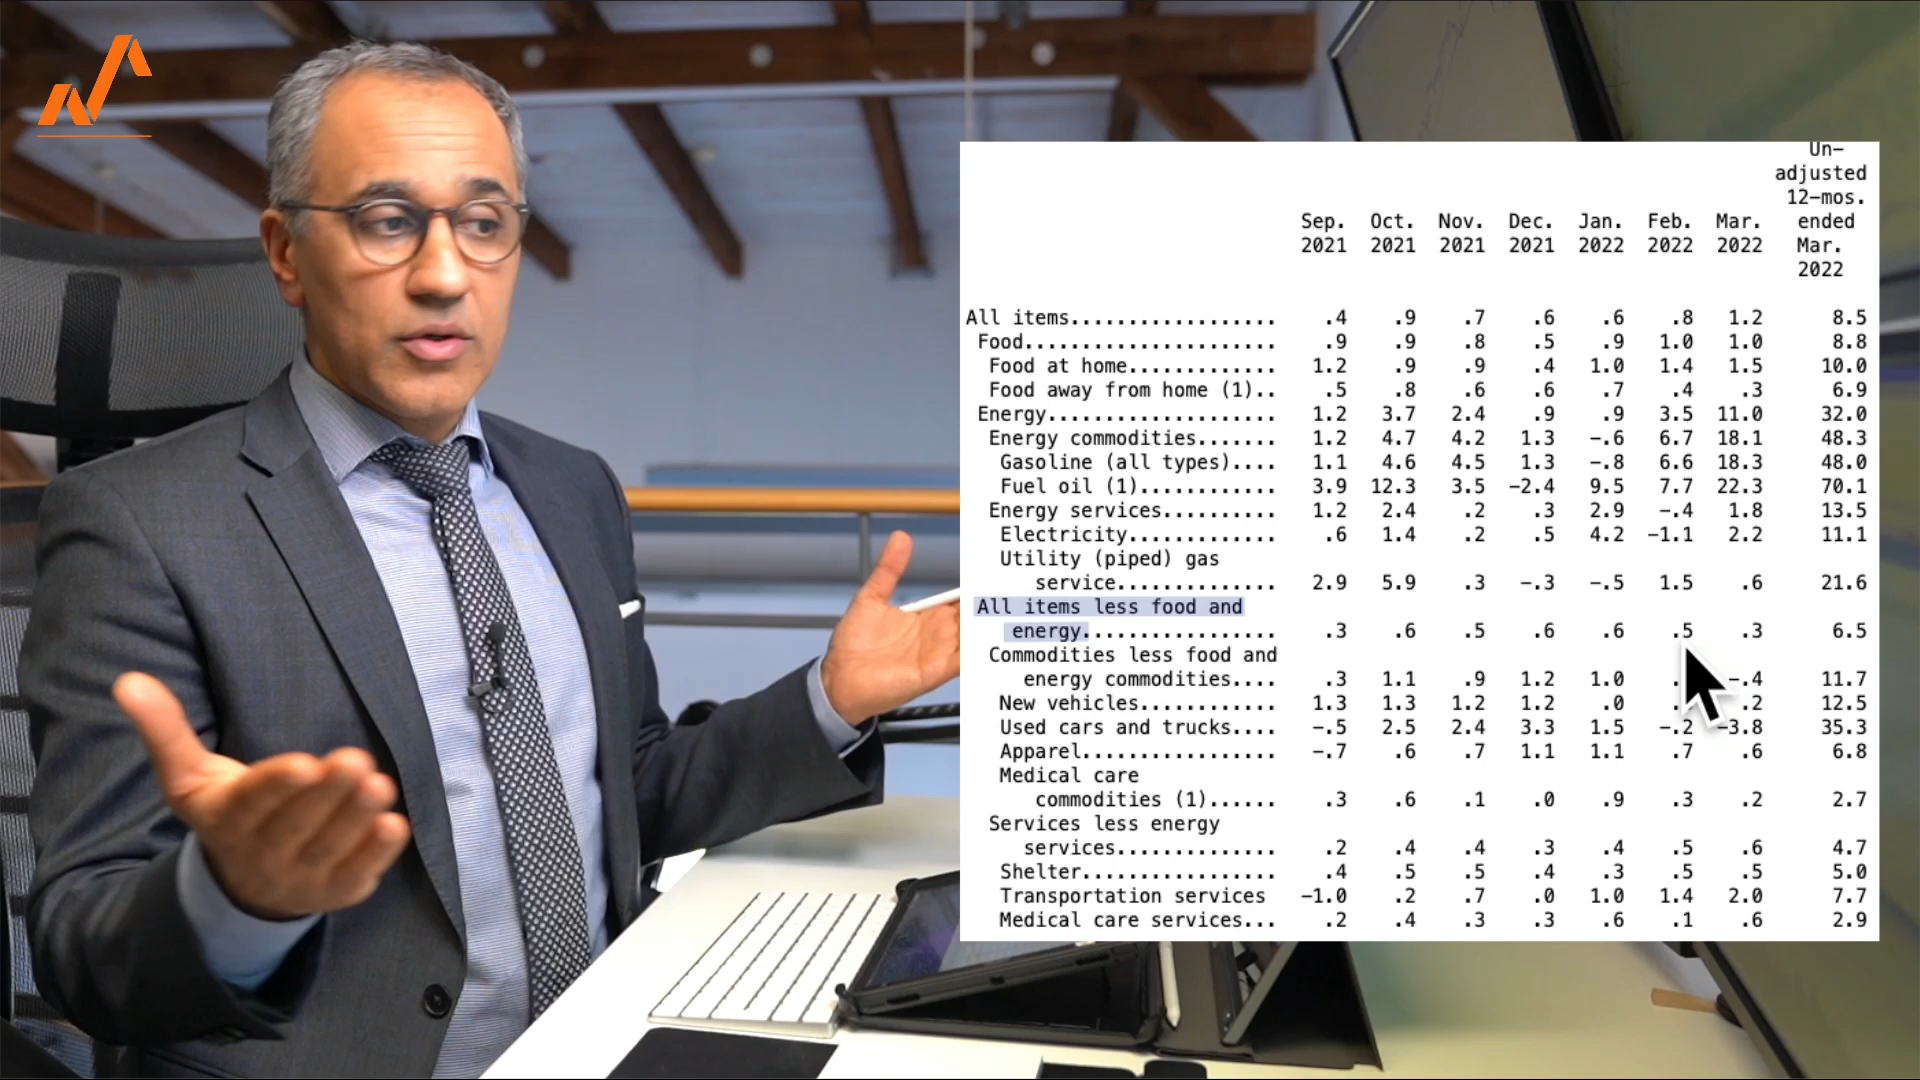 Un-
adjusted
12-mos.
Sep. Oct. Nov. Dec. Jan. Feb. Mar. ended
2021 2021 2021 2021 2022 2022 2022 Mar.
2022
All items.................. .4 .9 .7 .6 .6 .8 1.2 8.5
Food...................... .9 .9 .8 .5 .9 1.0 1.0 8.8
Food at home............. 1.2 .9 .9 .4 1.0 1.4 1.5 10.0
Food away from home (1).. .5 .8 .6 .6 .7 .4 .3 6.9
Energy.................... 1.2 3.7 2.4 .9 .9 3.5 11.0 32.0
Energy commodities....... 1.2 4.7 4.2 1.3 -.6 6.7 18.1 48.3
Gasoline (all types).... 1.1 4.6 4.5 1.3 -.8 6.6 18.3 48.0
Fuel oil (1)............ 3.9 12.3 3.5 -2.4 9.5 7.7 22.3 70.1
Energy services.......... 1.2 2.4 .2 .3 2.9 -.4 1.8 13.5
Electricity............. .6 1.4 .2 .5 4.2 -1.1 2.2 11.1
Utility (piped) gas
service.............. 2.9 5.9 .3 -.3 -.5 1.5 .6 21.6
All items less food and
energy................. .3 .6 .5 .6 .6 .5 .3 6.5
Commodities less food and
energy commodities.... .3 1.1 .9 1.2 1.0 -.4 11.7
New vehicles............ 1.3 1.3 1.2 1.2 .0 .2 12.5
Used cars and trucks.... -.5 2.5 2.4 3.3 1.5 -.2 -3.8 35.3
Apparel................. -.7 .6 .7 1.1 1.1 .7 .6 6.8
Medical care
commodities (1)...... .3 .6 .1 .0 .9 .3 .2 2.7
Services less energy
services.............. .2 .4 .4 .3 .4 .5 .6 4.7
Shelter................. .4 .5 .5 .4 .3 .5 .5 5.0
Transportation services -1.0 .2 .7 .0 1.0 1.4 2.0 7.7
Medical care services... .2 .4 .3 .3 .6 .1 .6 2.9